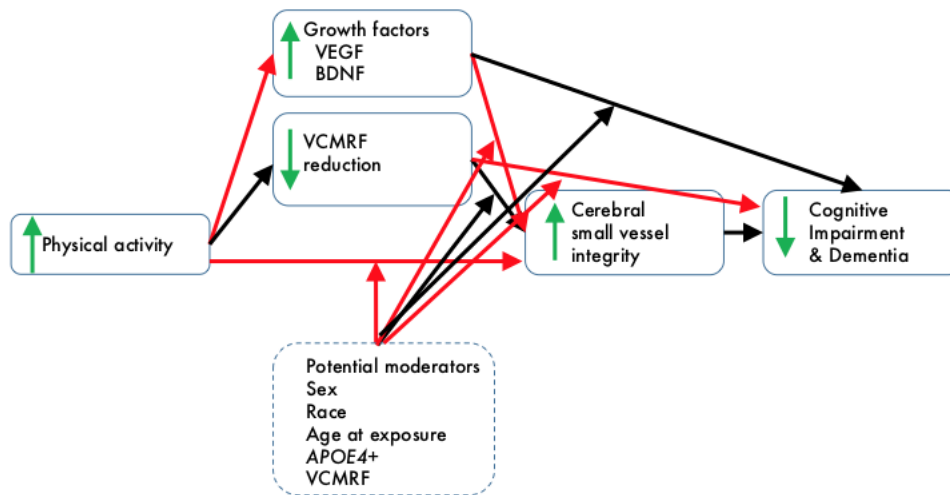 Growth factors
VEGF
BDNF
VCMRF
reduction
Physical activity
Cerebral
small vessel
integrity
Cognitive
Impairment
& Dementia
Potential moderators
Sex
Race
Age at exposure
APOE4+
VCMRF